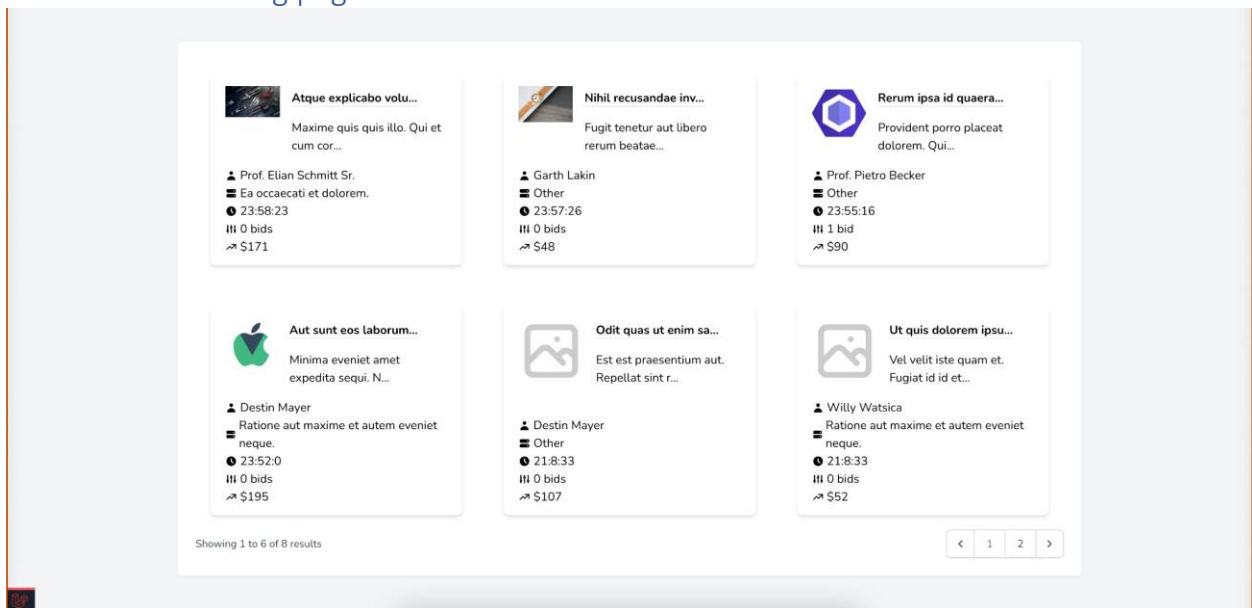 Atque explicabo volu...
Maxime quis quis illo. Qui et
cum cor...
Prof. Elian Schmitt Sr.
Ea occaecati et dolorem.
23:58:23
0 bids
$171
Nihil recusandae inv...
Fugit tenetur aut libero
rerum beatae...
Garth Lakin
Other
23:57:26
0 bids
$48
Rerum ipsa id quaera...
Provident porro placeat
dolorem. Qui...
Prof. Pietro Becker
Other
23:55:16
1 bid
$90
Aut sunt eos laborum...
Minima eveniet amet
expedita sequi. N...
Destin Mayer
Ratione aut maxime et autem eveniet
neque.
23:52:0
0 bids
$195
Odit quas ut enim sa...
Est est praesentium aut.
Repellat sint r...
Destin Mayer
Other
21:8:33
0 bids
$107
Ut quis dolorem ipsu...
Vel velit iste quam et.
Fugiat id id et...
Willy Watsica
Ratione aut maxime et autem eveniet
neque.
21:8:33
0 bids
$52
Showing 1 to 6 of 8 results
< 1 2 >